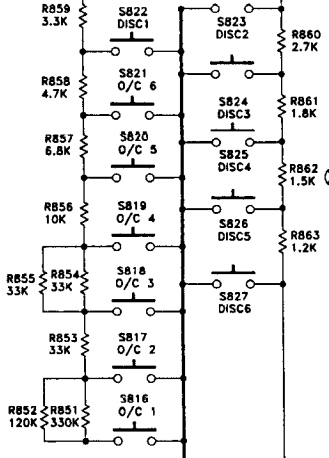 R859
3.3K
S822
DISC1
S823
DISC2
R860
2.7K
R858
4.7K
S821
O/C 6
R861
1.8K
S824
DISC3
R857
6.8K
S820
O/C 5
S825
DISC4
R862
1.5K
R856
10K
S819
O/C 4
S826
DISC5
R863
1.2K
R855
33K
R854
33K
S818
O/C 3
S827
DISC6
R853
33K
S817
O/C 2
R852
120K
R851
330K
S816
O/C 1